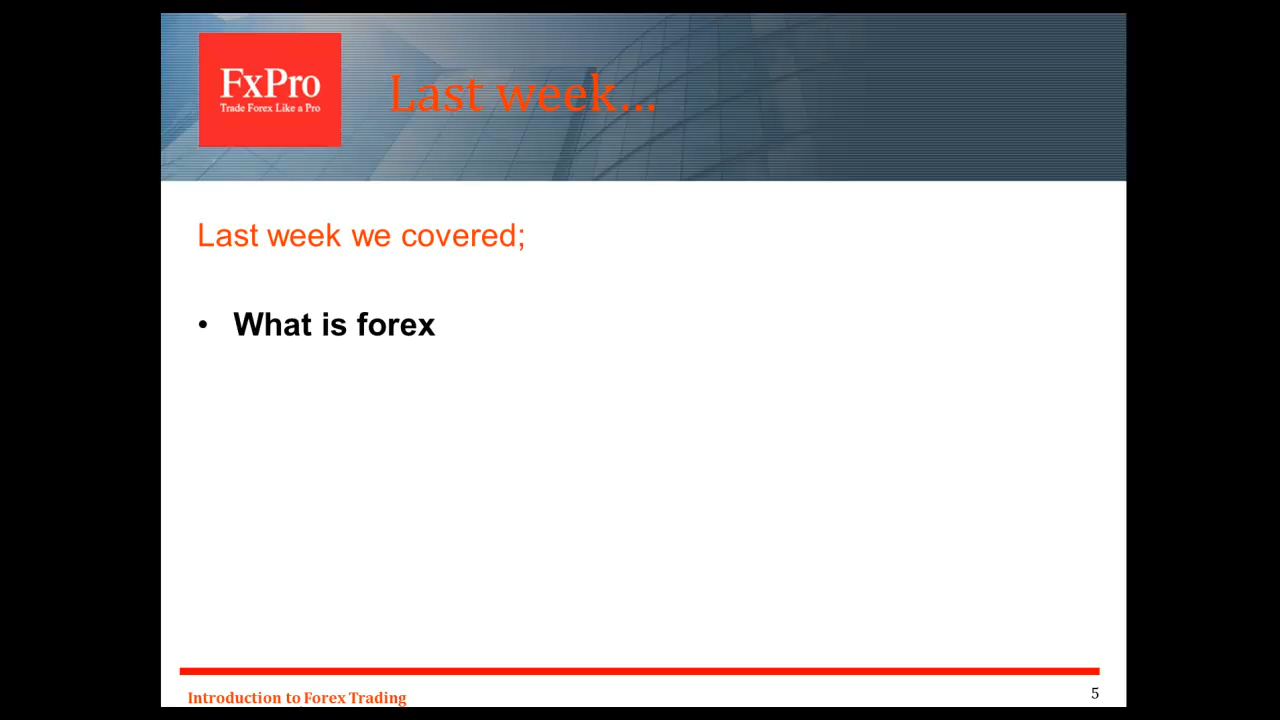 FxPro
Trade Forex Like a Pro
Last week...
Last week we covered;
• What is forex
Introduction to Forex Trading
5